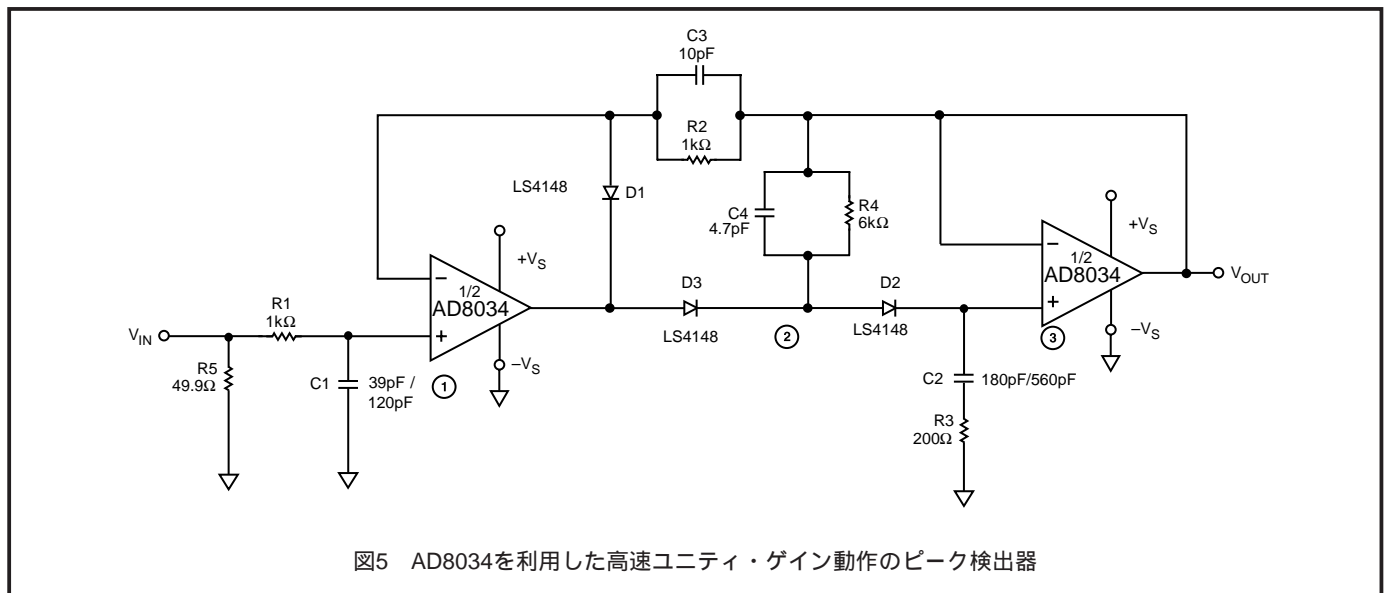 C3
10pF
R2
1kΩ
LS4148
D1
C4
4.7pF
R4
6kΩ
+VS
+VS
1/2
AD8034
1/2
AD8034
D3
LS4148
D2
LS4148
VOUT
R1
1kΩ
VIN
–VS
–VS
R5
49.9Ω
C1
39pF /
120pF
1
2
3
C2
180pF/560pF
R3
200Ω
図5 AD8034を利用した高速ユニティ・ゲイン動作のピーク検出器